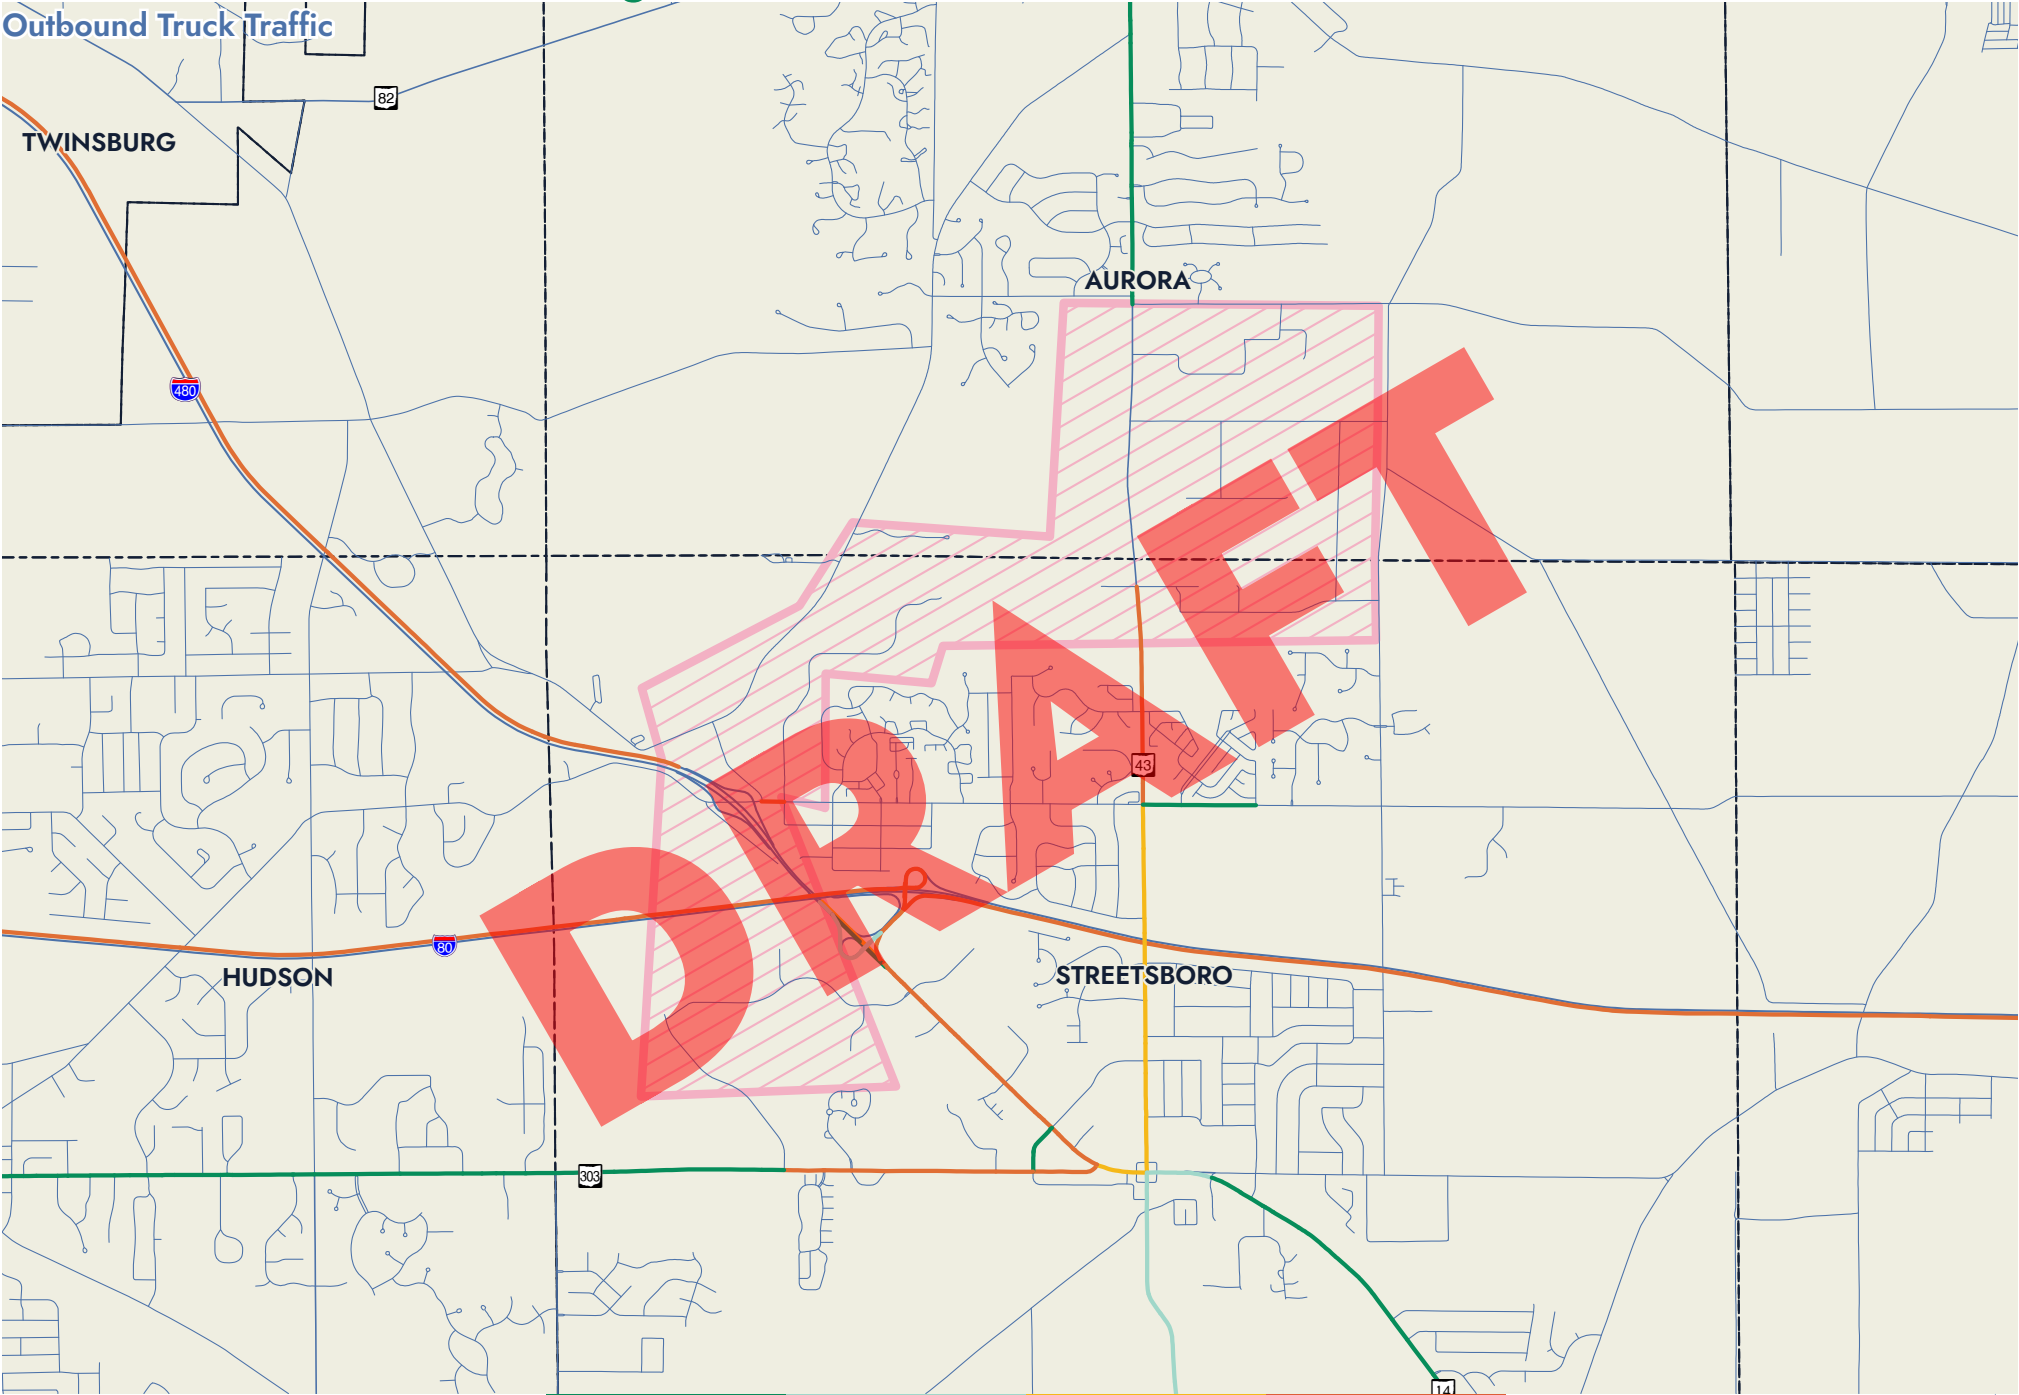 Outbound Truck Traffic
82
TWINSBURG
AURORA
480
43
DRAFT
80
HUDSON
STREETSBORO
303
14